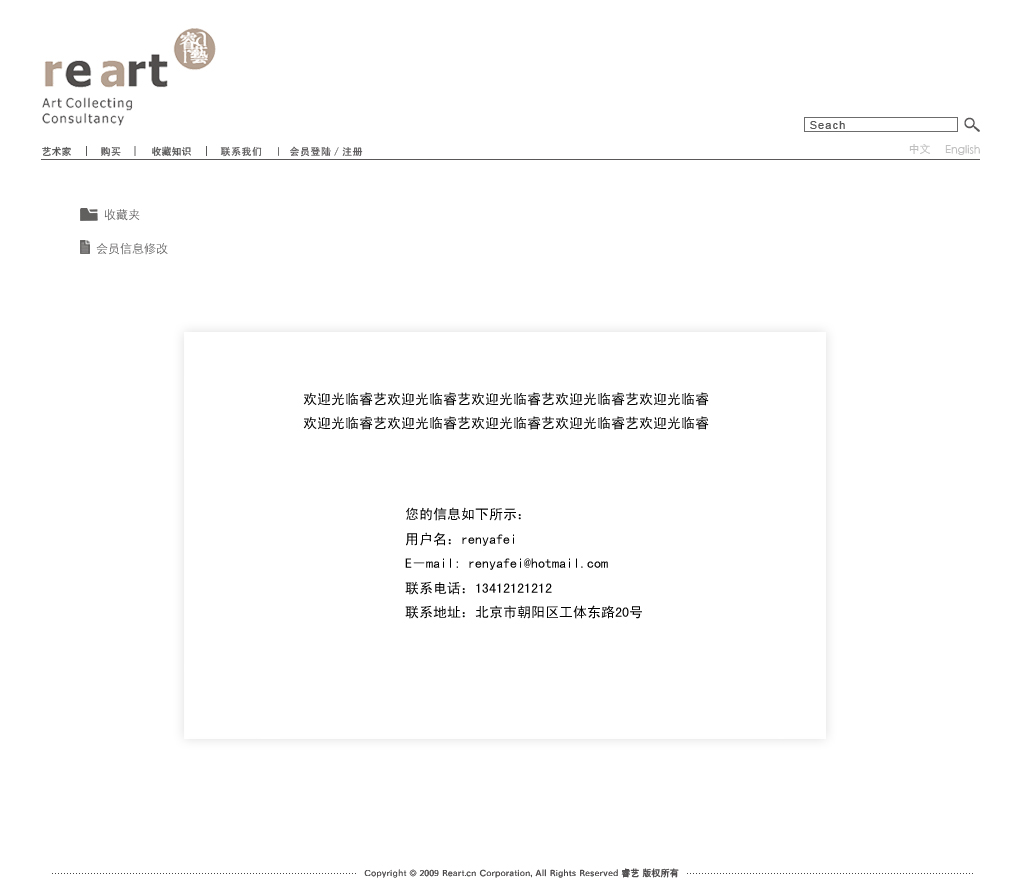 re art
睿艺
Art Collecting
Consultancy
Seach
艺术家 | 购买 | 收藏知识 | 联系我们 | 会员登陆 / 注册
中文 English
收藏夹
会员信息修改
欢迎光临睿艺欢迎光临睿艺欢迎光临睿艺欢迎光临睿艺欢迎光临睿
欢迎光临睿艺欢迎光临睿艺欢迎光临睿艺欢迎光临睿艺欢迎光临睿
您的信息如下所示：
用户名：renyafei
E－mail: renyafei@hotmail.com
联系电话：13412121212
联系地址：北京市朝阳区工体东路20号
Copyright © 2009 Reart.cn Corporation, All Rights Reserved 睿艺 版权所有